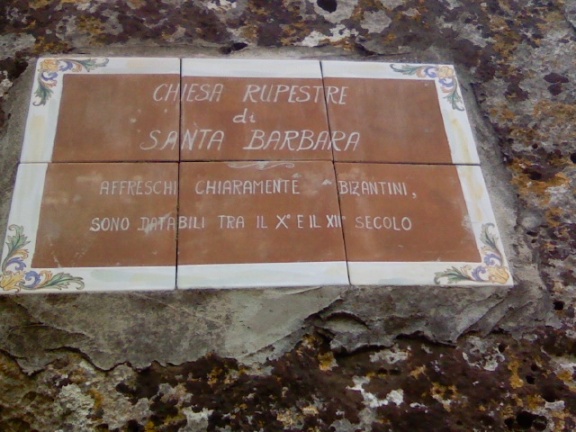 CHIESA RUPESTRE
di
SANTA BARBARA
AFFRESCHI CHIARAMENTE BIZANTINI,
SONO DATABILI TRA IL X° E IL XII° SECOLO